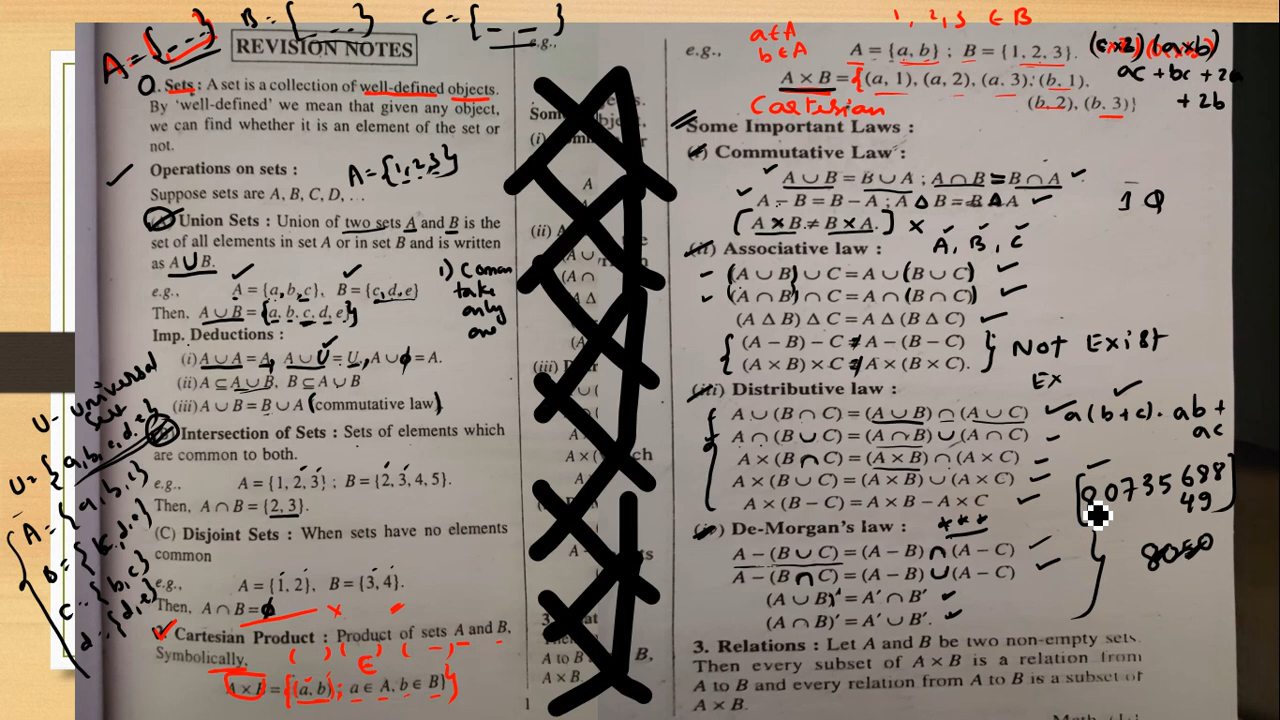 A = {- - -} B = {- - -} C = {- - -}
REVISION NOTES
Sets : A set is a collection of well-defined objects.
By 'well-defined' we mean that given any object,
we can find whether it is an element of the set or
not.
Operations on sets : A = {1, 2, 3}
Suppose sets are A, B, C, D, . . .
Union Sets : Union of two sets A and B is the
set of all elements in set A or in set B and is written
as A ∪ B.
e.g., A = {a, b, c}, B = {c, d, e}
Then, A ∪ B = {a, b, c, d, e}
1) Coman
take
only
one
Imp. Deductions :
(i) A ∪ A = A, A ∪ U = U, A ∪ ϕ = A.
(ii) A ⊆ A ∪ B, B ⊆ A ∪ B
(iii) A ∪ B = B ∪ A (commutative law)
U - universal
set
U = {a, b, c, d, e}
A = {a, b, c}
Intersection of Sets : Sets of elements which
are common to both.
e.g., A = {1, 2, 3} ; B = {2, 3, 4, 5}.
Then, A ∩ B = {2, 3}.
(C) Disjoint Sets : When sets have no elements
common
e.g., A = {1, 2}, B = {3, 4}.
Then, A ∩ B = ϕ
C = {b, c}
d = {d, e}
Cartesian Product : Product of sets A and B,
Symbolically,
A × B = {(a, b) ; a ∈ A, b ∈ B}
1
e.g.,
1, 2, 3 ∈ B
a ∈ A
b ∈ A
e.g., A = {a, b} ; B = {1, 2, 3}.
A × B = {(a, 1), (a, 2), (a. 3), (b, 1).
(b, 2), (b. 3)}
Cartesian
ac + bc + 2a
+ 2b
Some Important Laws :
(i) Commutative Law :
A ∪ B = B ∪ A ; A ∩ B = B ∩ A
A - B = B - A ; A Δ B = B Δ A
(A × B ≠ B × A.) ×
1 Q
(ii) Associative law : A, B, C
(A ∪ B) ∪ C = A ∪ (B ∪ C)
(A ∩ B) ∩ C = A ∩ (B ∩ C)
(A Δ B) Δ C = A Δ (B Δ C)
(A - B) - C ≠ A - (B - C)
(A × B) × C ≠ A × (B × C).
Not Exist
Ex
(iii) Distributive law :
A ∪ (B ∩ C) = (A ∪ B) ∩ (A ∪ C)
A ∩ (B ∪ C) = (A ∩ B) ∪ (A ∩ C)
A × (B ∩ C) = (A × B) ∩ (A × C)
A × (B ∪ C) = (A × B) ∪ (A × C)
A × (B - C) = A × B - A × C
a(b+c). ab +
ac
80735688
49
8050
(iv) De-Morgan's law : ***
A - (B ∪ C) = (A - B) ∩ (A - C)
A - (B ∩ C) = (A - B) ∪ (A - C)
(A ∪ B)' = A' ∩ B'
(A ∩ B)' = A' ∪ B'.
3. Relations : Let A and B be two non-empty sets.
Then every subset of A × B is a relation from
A to B and every relation from A to B is a subset of
A × B.